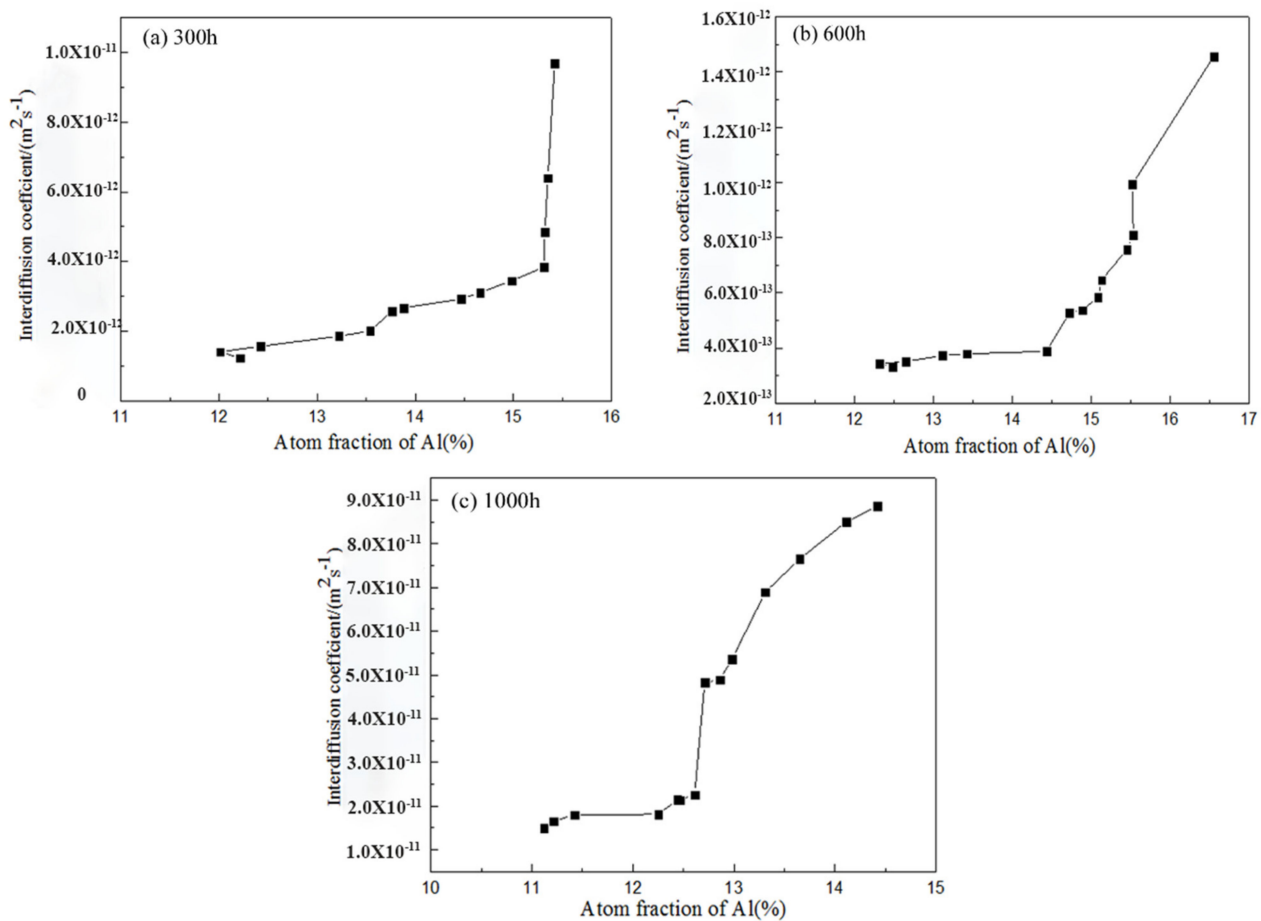 (a) 300h
1.0X10⁻¹¹
8.0X10⁻¹²
6.0X10⁻¹²
4.0X10⁻¹²
2.0X10⁻¹²
0
Interdiffusion coeffcient/(m²s⁻¹)
11 12 13 14 15 16
Atom fraction of Al(%)
(b) 600h
1.6X10⁻¹²
1.4X10⁻¹²
1.2X10⁻¹²
1.0X10⁻¹²
8.0X10⁻¹³
6.0X10⁻¹³
4.0X10⁻¹³
2.0X10⁻¹³
Interdiffusion coeffcient/(m²s⁻¹)
11 12 13 14 15 16 17
Atom fraction of Al(%)
(c) 1000h
9.0X10⁻¹¹
8.0X10⁻¹¹
7.0X10⁻¹¹
6.0X10⁻¹¹
5.0X10⁻¹¹
4.0X10⁻¹¹
3.0X10⁻¹¹
2.0X10⁻¹¹
1.0X10⁻¹¹
Interdiffusion coeffcient/(m²s⁻¹)
10 11 12 13 14 15
Atom fraction of Al(%)